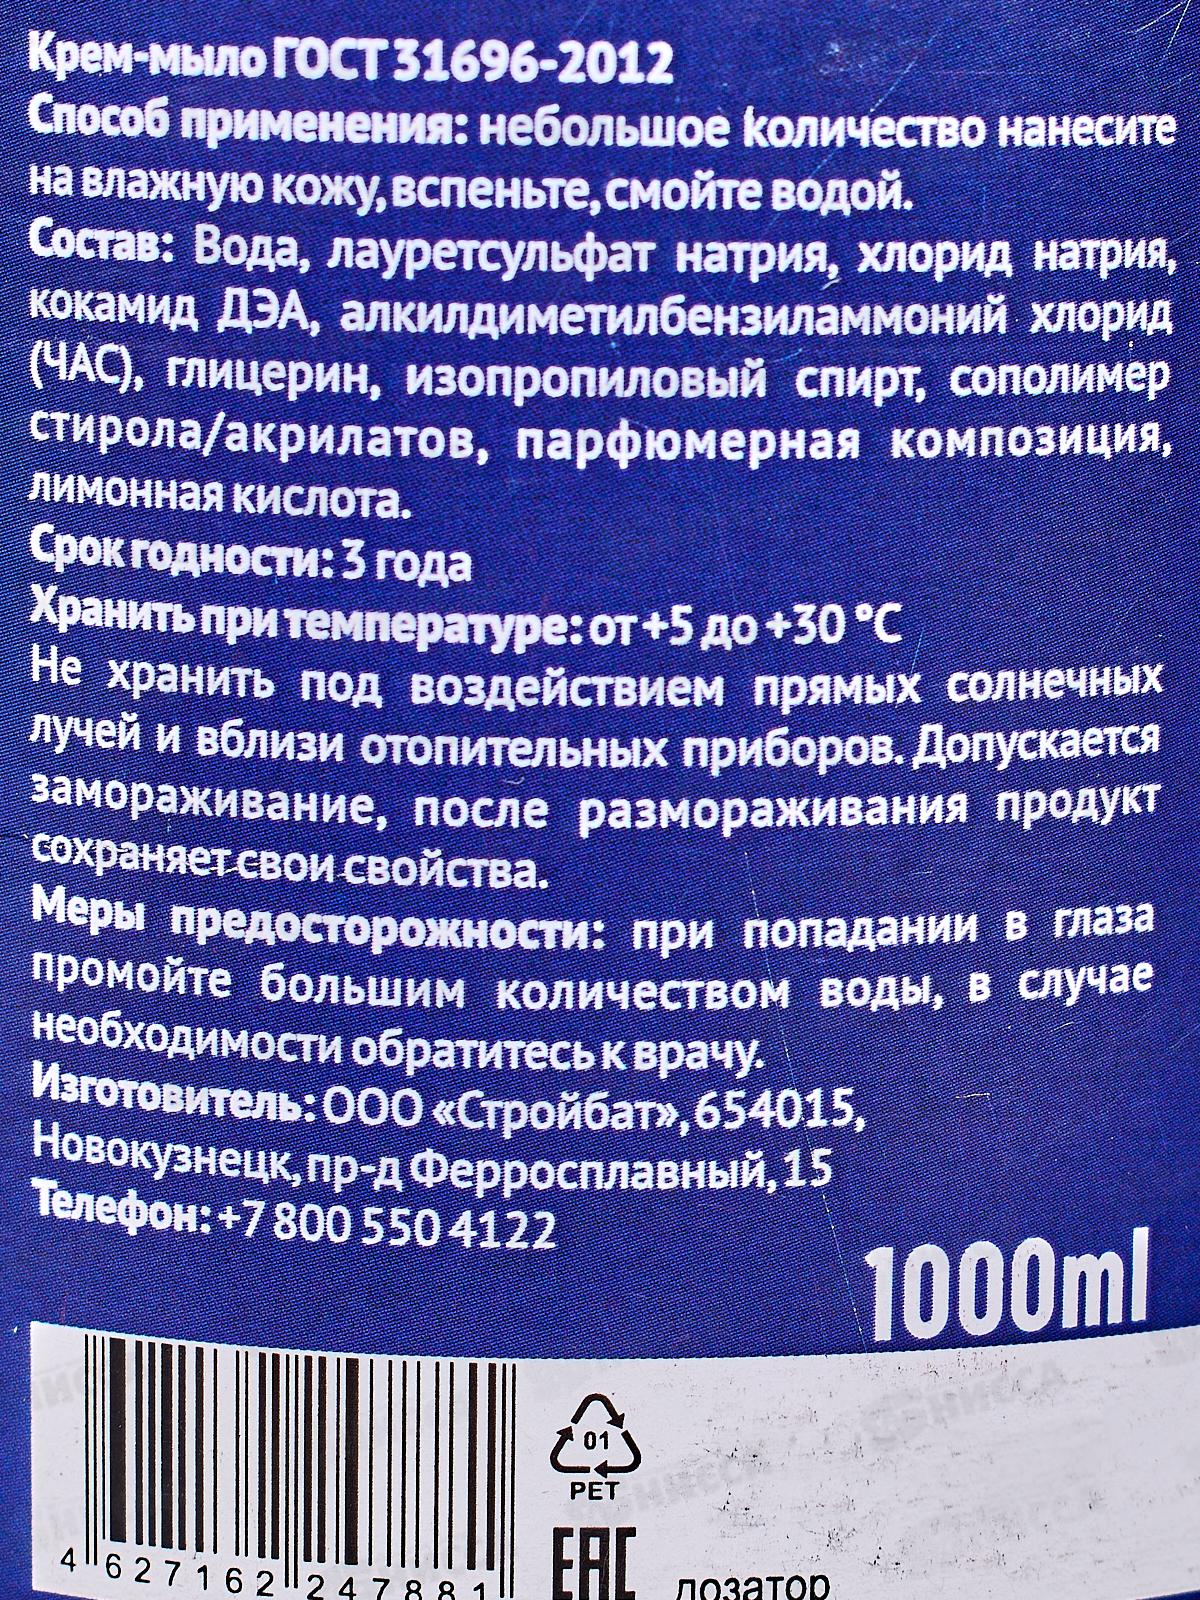 Крем-мыло ГОСТ 31696-2012
Способ применения: небольшое количество нанесите
на влажную кожу, вспеньте, смойте водой.
Состав: Вода, лауретсульфат натрия, хлорид натрия,
кокамид ДЭА, алкилдиметилбензиламмоний хлорид
(ЧАС), глицерин, изопропиловый спирт, сополимер
стирола/акрилатов, парфюмерная композиция,
лимонная кислота.
Срок годности: 3 года
Хранить при температуре: от +5 до +30 °С
Не хранить под воздействием прямых солнечных
лучей и вблизи отопительных приборов. Допускается
замораживание, после размораживания продукт
сохраняет свои свойства.
Меры предосторожности: при попадании в глаза
промойте большим количеством воды, в случае
необходимости обратитесь к врачу.
Изготовитель: ООО «Стройбат», 654015,
Новокузнецк, пр-д Ферросплавный, 15
Телефон: +7 800 550 4122
1000ml
01
PET
EAC
4 627162 247881
дозатор